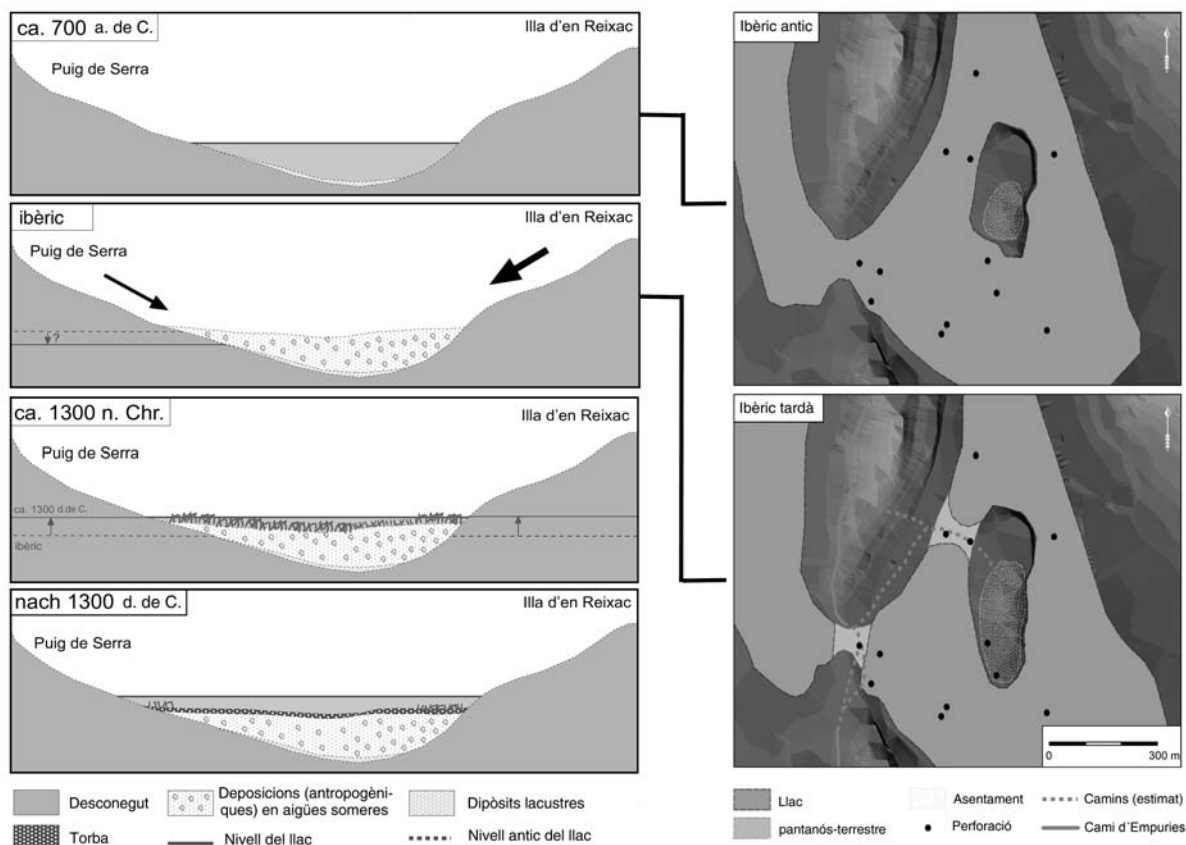 ca. 700 a. de C.
Illa d'en Reixac
Puig de Serra
ibèric
Illa d'en Reixac
Puig de Serra
?
ca. 1300 n. Chr.
Illa d'en Reixac
Puig de Serra
ca. 1300 d.de C.
ibèric
nach 1300 d. de C.
Illa d'en Reixac
Puig de Serra
Desconegut
Deposicions (antropogèni-
ques) en aigües someres
Dipòsits lacustres
Torba
Nivell del llac
Nivell antic del llac
Ibèric antic
Ibèric tardà
0
300 m
Llac
Asentament
Camins (estimat)
pantanós-terrestre
Perforació
Cami d'Empuries